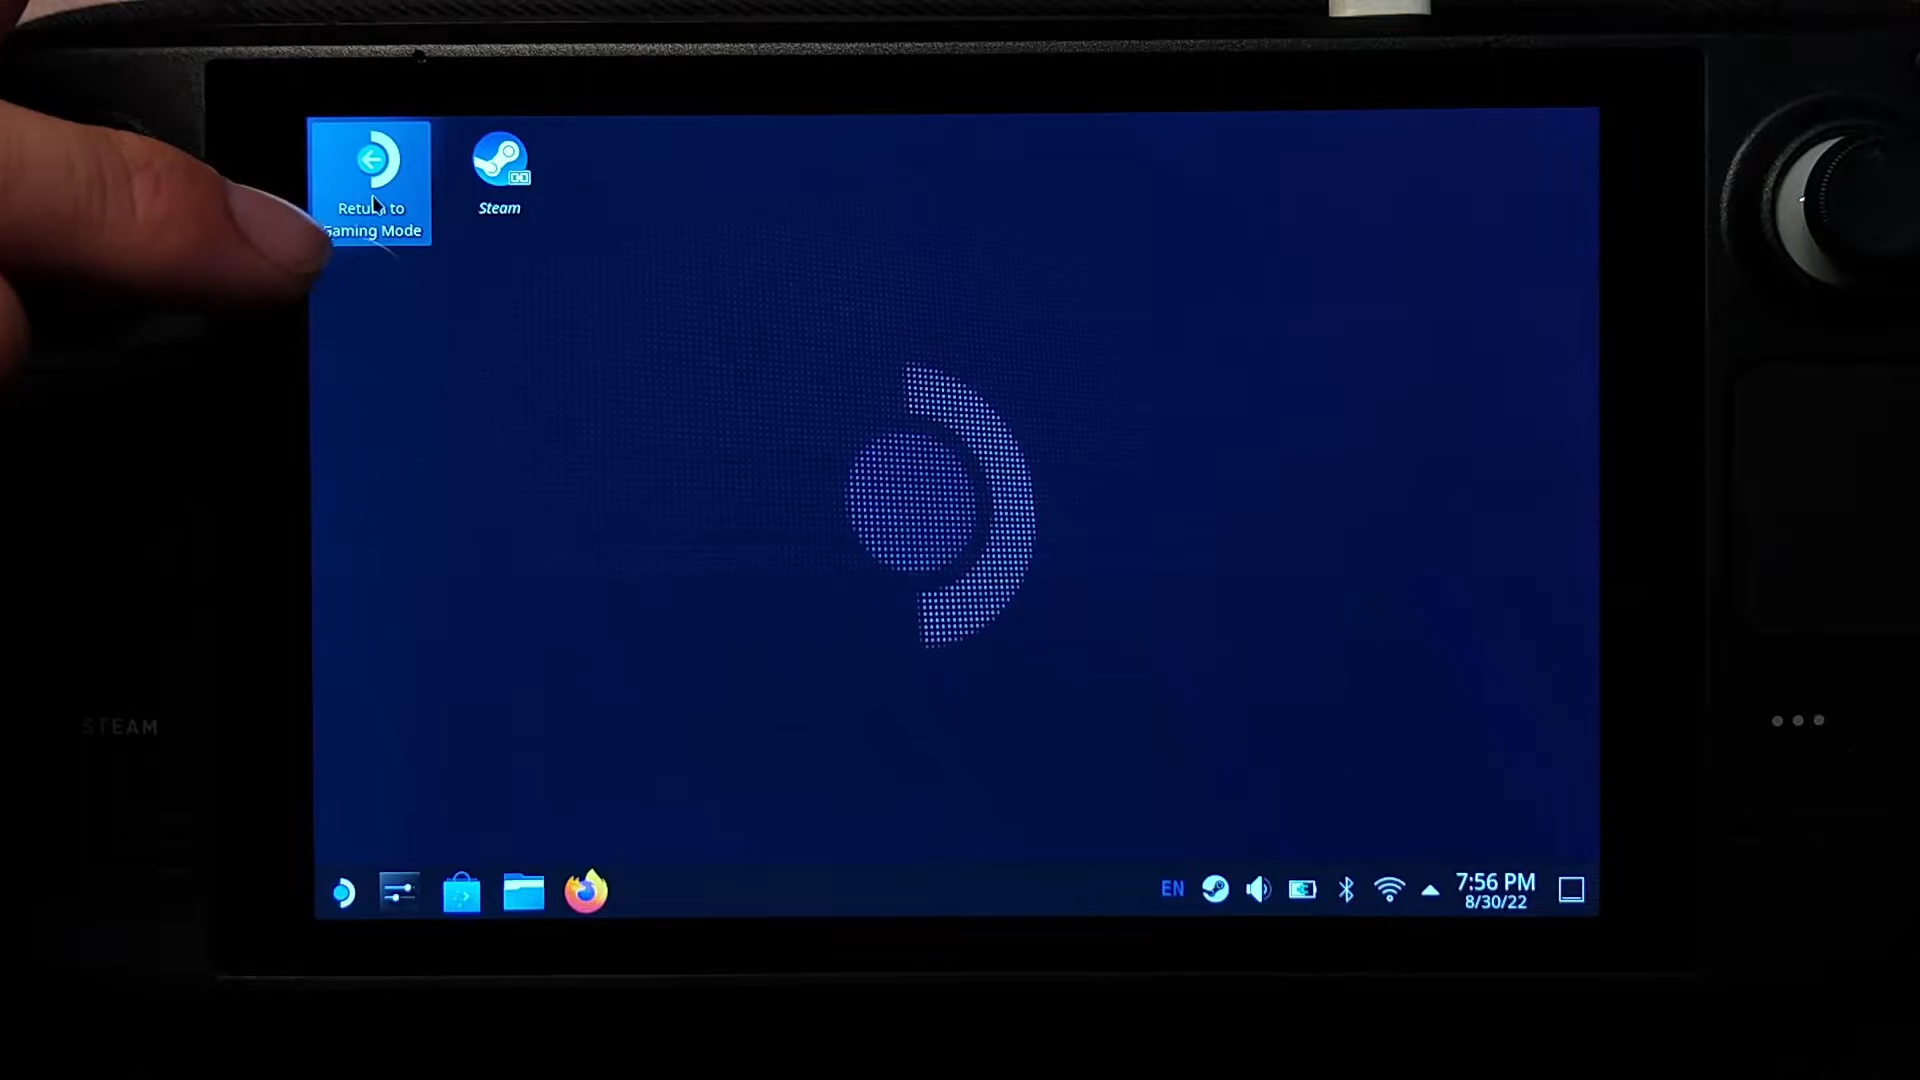 Return to
Gaming Mode
Steam
STEAM
EN
7:56 PM
8/30/22